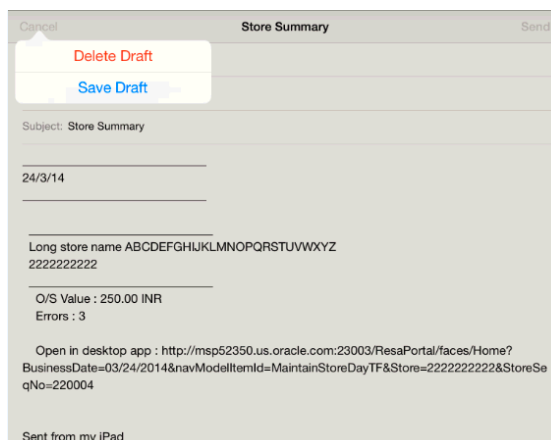 Cancel Store Summary Send
Delete Draft
Save Draft
Subject: Store Summary
24/3/14
Long store name ABCDEFGHIJKLMNOPQRSTUVWXYZ
2222222222
O/S Value : 250.00 INR
Errors : 3
Open in desktop app : http://msp52350.us.oracle.com:23003/ResaPortal/faces/Home?
BusinessDate=03/24/2014&navModelItemId=MaintainStoreDayTF&Store=2222222222&StoreSe
qNo=220004
Sent from my iPad